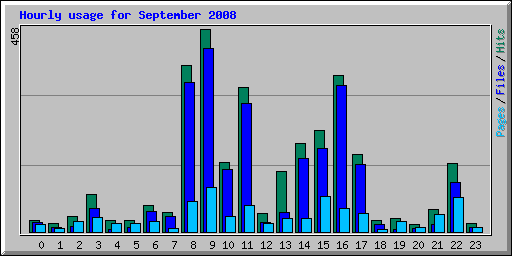 Hourly usage for September 2008
458
Pages / Files / Hits
0 1 2 3 4 5 6 7 8 9 10 11 12 13 14 15 16 17 18 19 20 21 22 23